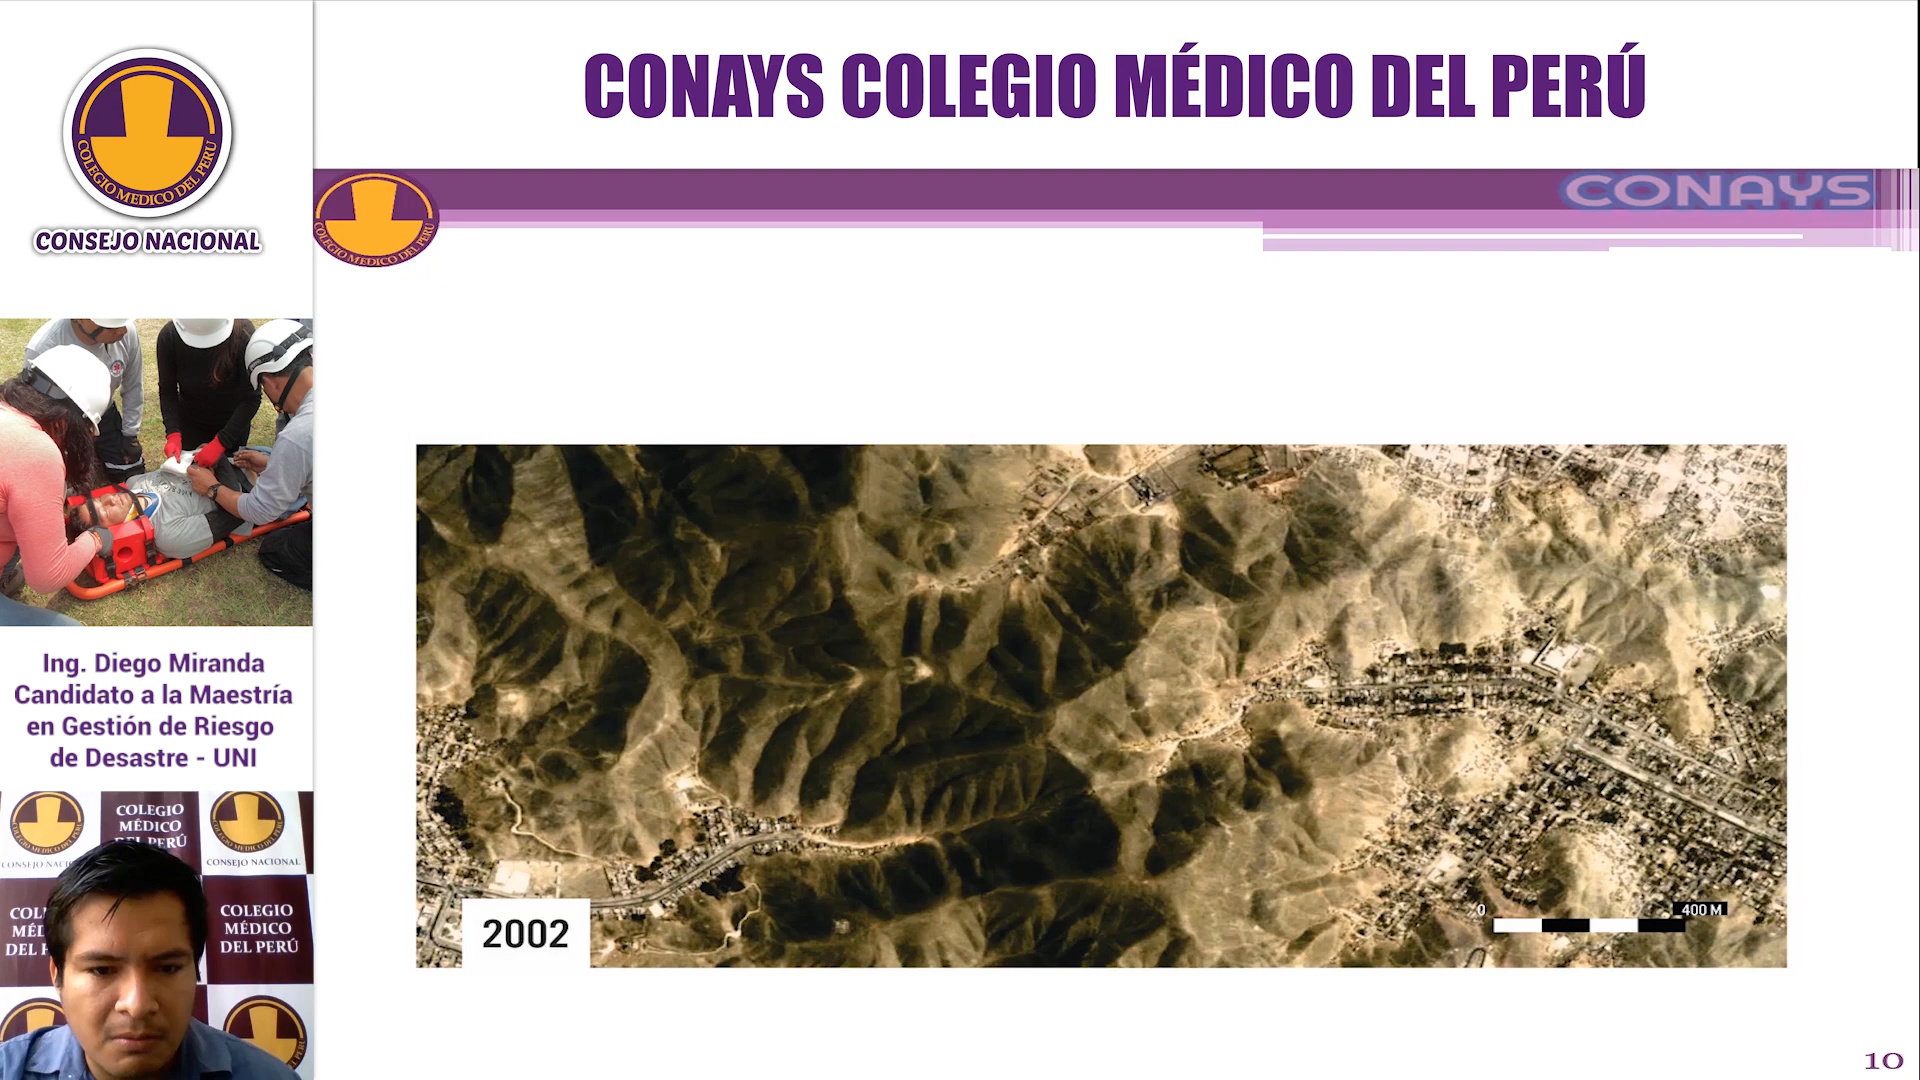 CONAYS COLEGIO MÉDICO DEL PERÚ
COLEGIO MEDICO DEL PERU
CONSEJO NACIONAL
COLEGIO MEDICO DEL PERU
CONAYS
Ing. Diego Miranda
Candidato a la Maestría
en Gestión de Riesgo
de Desastre - UNI
COLEGIO
MÉDICO
DEL PERÚ
CONSEJO NACIONAL
COLEGIO
MÉDICO
DEL PERÚ
2002
0
400 M
10